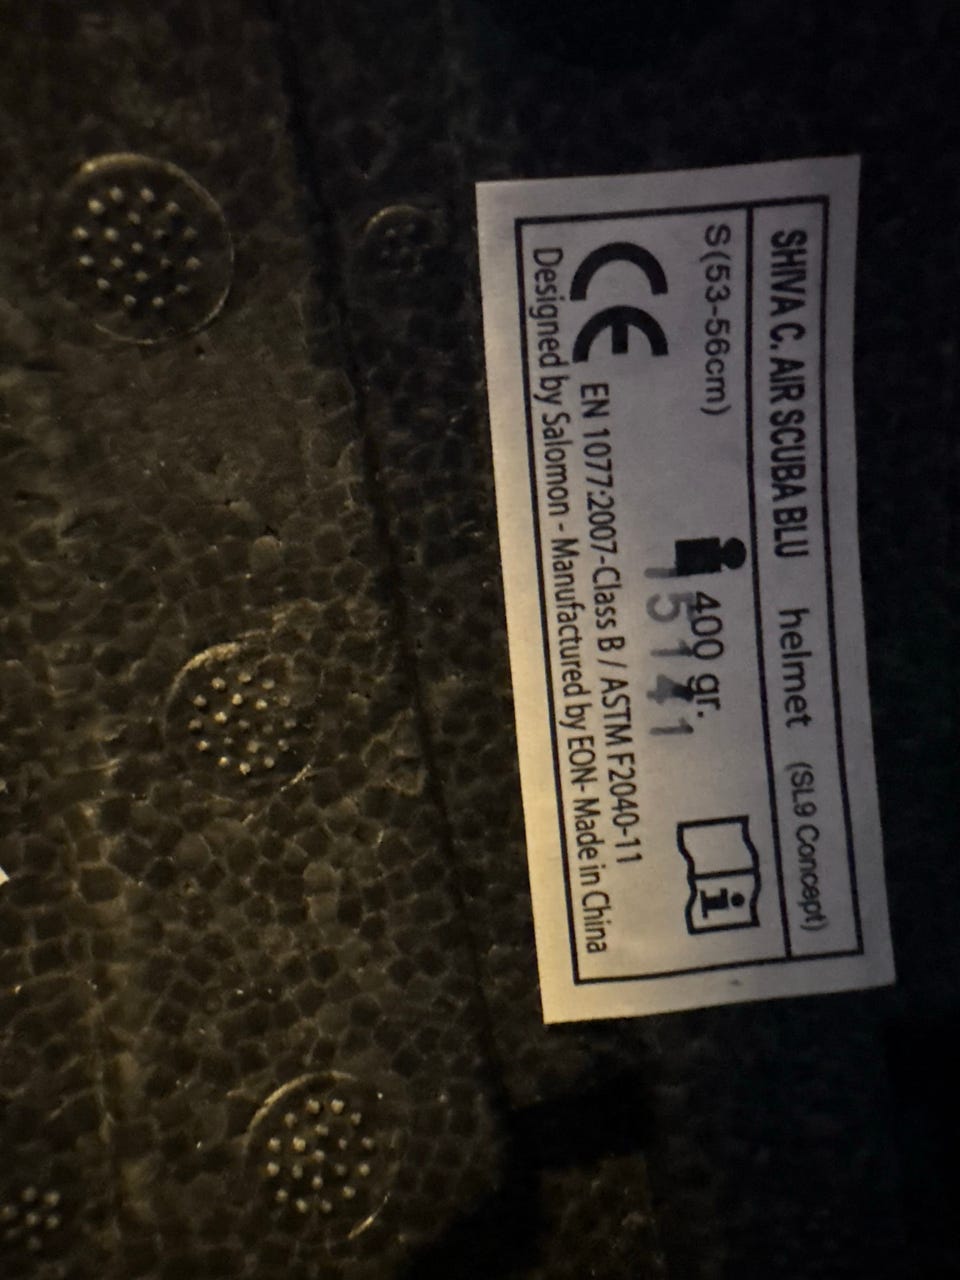 SHIVA C. AIR SCUBA BLU helmet (SL9 Concept)
S(53-56cm) 400 gr. i
15141
CE EN 1077:2007-Class B / ASTM F2040-11
Designed by Salomon - Manufactured by EON- Made in China